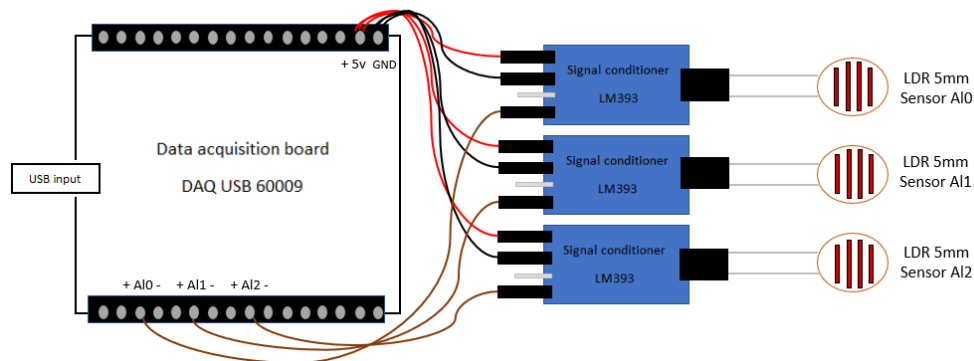 + 5v GND
Data acquisition board
DAQ USB 60009
USB input
+ AI0 - + AI1 - + AI2 -
Signal conditioner
LM393
LDR 5mm
Sensor AI0
Signal conditioner
LM393
LDR 5mm
Sensor AI1
Signal conditioner
LM393
LDR 5mm
Sensor AI2